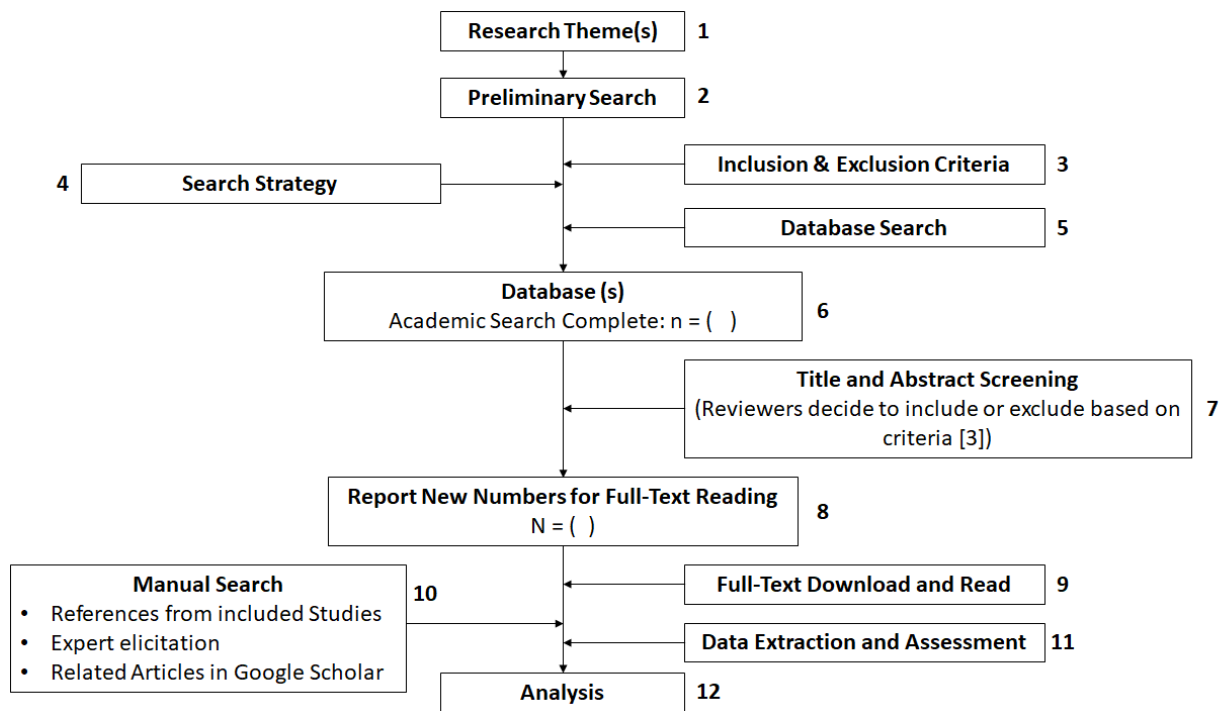 Research Theme(s) 1
Preliminary Search 2
Inclusion & Exclusion Criteria 3
4 Search Strategy
Database Search 5
Database (s)
Academic Search Complete: n = ( )
6
Title and Abstract Screening
(Reviewers decide to include or exclude based on
criteria [3])
7
Report New Numbers for Full-Text Reading
N = ( )
8
Full-Text Download and Read 9
Manual Search
• References from included Studies
• Expert elicitation
• Related Articles in Google Scholar
10
Data Extraction and Assessment 11
Analysis 12